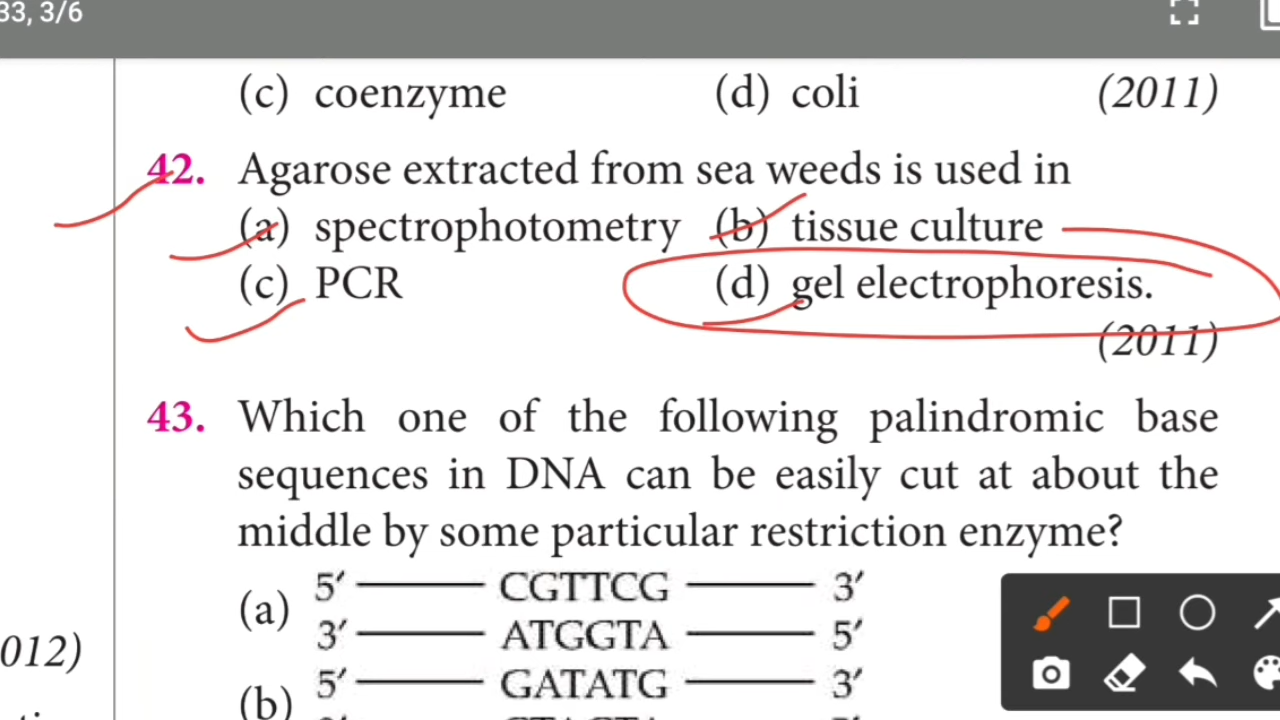 33, 3/6
(c) coenzyme (d) coli (2011)
42. Agarose extracted from sea weeds is used in
(a) spectrophotometry (b) tissue culture
(c) PCR (d) gel electrophoresis.
(2011)
43. Which one of the following palindromic base
sequences in DNA can be easily cut at about the
middle by some particular restriction enzyme?
(a) 5′ CGTTCG 3′
3′ ATGGTA 5′
(b) 5′ GATATG 3′
012)